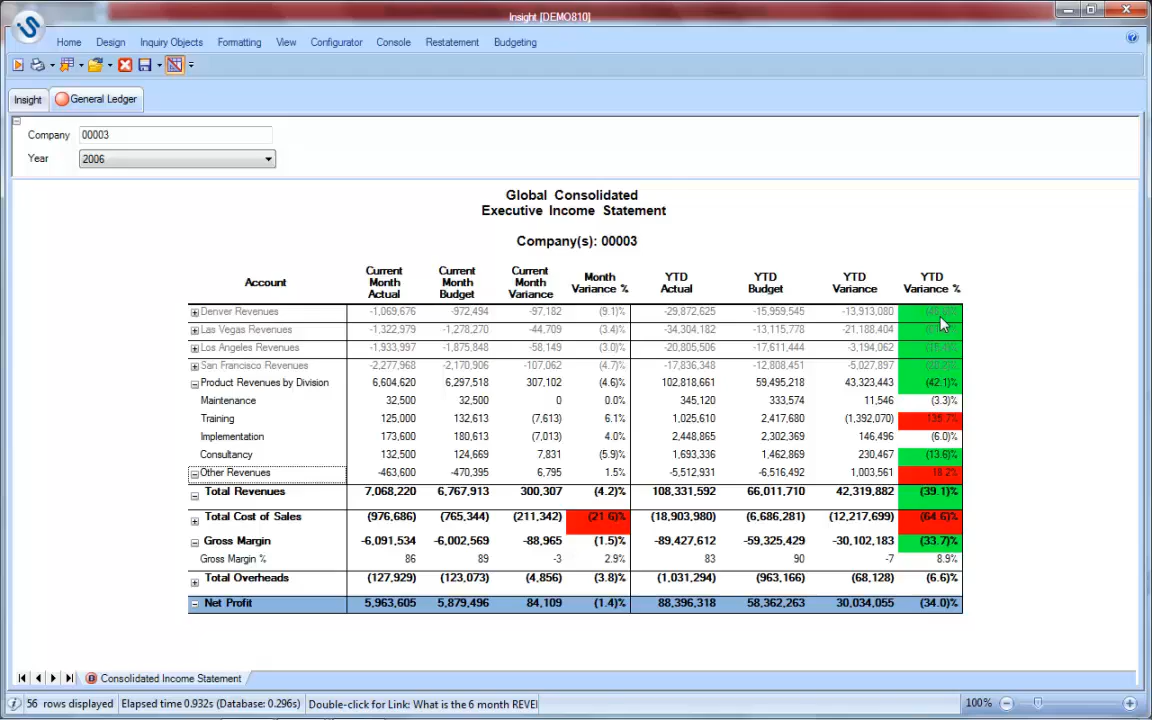 Insight [DEMO810]
Home Design Inquiry Objects Formatting View Configurator Console Restatement Budgeting
Insight General Ledger
Company 00003
Year 2006
Global Consolidated
Executive Income Statement
Company(s): 00003
Account Current Month Actual Current Month Budget Current Month Variance Month Variance % YTD Actual YTD Budget YTD Variance YTD Variance %
Denver Revenues -1,069,676 -972,494 -97,182 (9.1)% -29,872,625 -15,959,545 -13,913,080
Las Vegas Revenues -1,322,979 -1,278,270 -44,709 (3.4)% -34,304,182 -13,115,778 -21,188,404
Los Angeles Revenues -1,933,997 -1,875,848 -58,149 (3.0)% -20,805,506 -17,611,444 -3,194,062 (15.4)%
San Francisco Revenues -2,277,968 -2,170,906 -107,062 (4.7)% -17,836,348 -12,808,451 -5,027,897 (28.2)%
Product Revenues by Division 6,604,620 6,297,518 307,102 (4.6)% 102,818,661 59,495,218 43,323,443 (42.1)%
Maintenance 32,500 32,500 0 0.0% 345,120 333,574 11,546 (3.3)%
Training 125,000 132,613 (7,613) 6.1% 1,025,610 2,417,680 (1,392,070) 135.7%
Implementation 173,600 180,613 (7,013) 4.0% 2,448,865 2,302,369 146,496 (6.0)%
Consultancy 132,500 124,669 7,831 (5.9)% 1,693,336 1,462,869 230,467 (13.6)%
Other Revenues -463,600 -470,395 6,795 1.5% -5,512,931 -6,516,492 1,003,561 18.2%
Total Revenues 7,068,220 6,767,913 300,307 (4.2)% 108,331,592 66,011,710 42,319,882 (39.1)%
Total Cost of Sales (976,686) (765,344) (211,342) (21.6)% (18,903,980) (6,686,281) (12,217,699) (64.6)%
Gross Margin -6,091,534 -6,002,569 -88,965 (1.5)% -89,427,612 -59,325,429 -30,102,183 (33.7)%
Gross Margin % 86 89 -3 2.9% 83 90 -7 8.9%
Total Overheads (127,929) (123,073) (4,856) (3.8)% (1,031,294) (963,166) (68,128) (6.6)%
Net Profit 5,963,605 5,879,496 84,109 (1.4)% 88,396,318 58,362,263 30,034,055 (34.0)%
Consolidated Income Statement
56 rows displayed Elapsed time 0.932s (Database: 0.296s) Double-click for Link: What is the 6 month REVEI 100%